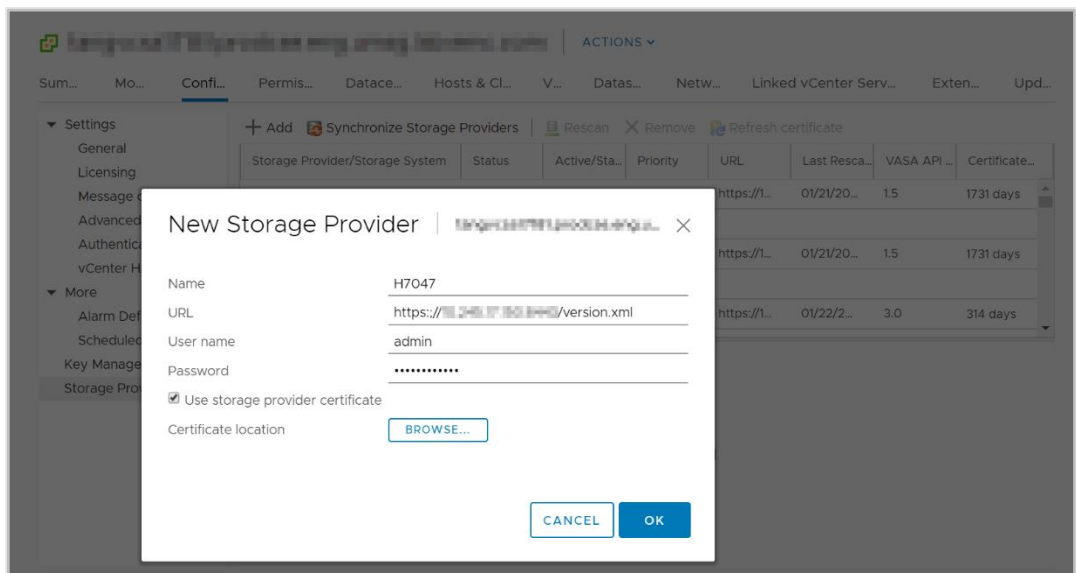 ACTIONS
Sum... Mo... Confi... Permis... Datace... Hosts & Cl... V... Datas... Netw... Linked vCenter Serv... Exten... Upd...
Settings
General
Licensing
Message
Advanced
Authentica
vCenter H
More
Alarm Def
Scheduled
Key Manage
Storage Pro
+ Add Synchronize Storage Providers Rescan Remove Refresh certificate
Storage Provider/Storage System Status Active/Sta... Priority URL Last Resca... VASA API ... Certificate...
https://1... 01/21/20... 1.5 1731 days
https://1... 01/21/20... 1.5 1731 days
https://1... 01/22/2... 3.0 314 days
New Storage Provider
Name H7047
URL https:;// /version.xml
User name admin
Password ••••••••••••
Use storage provider certificate
Certificate location BROWSE...
CANCEL OK